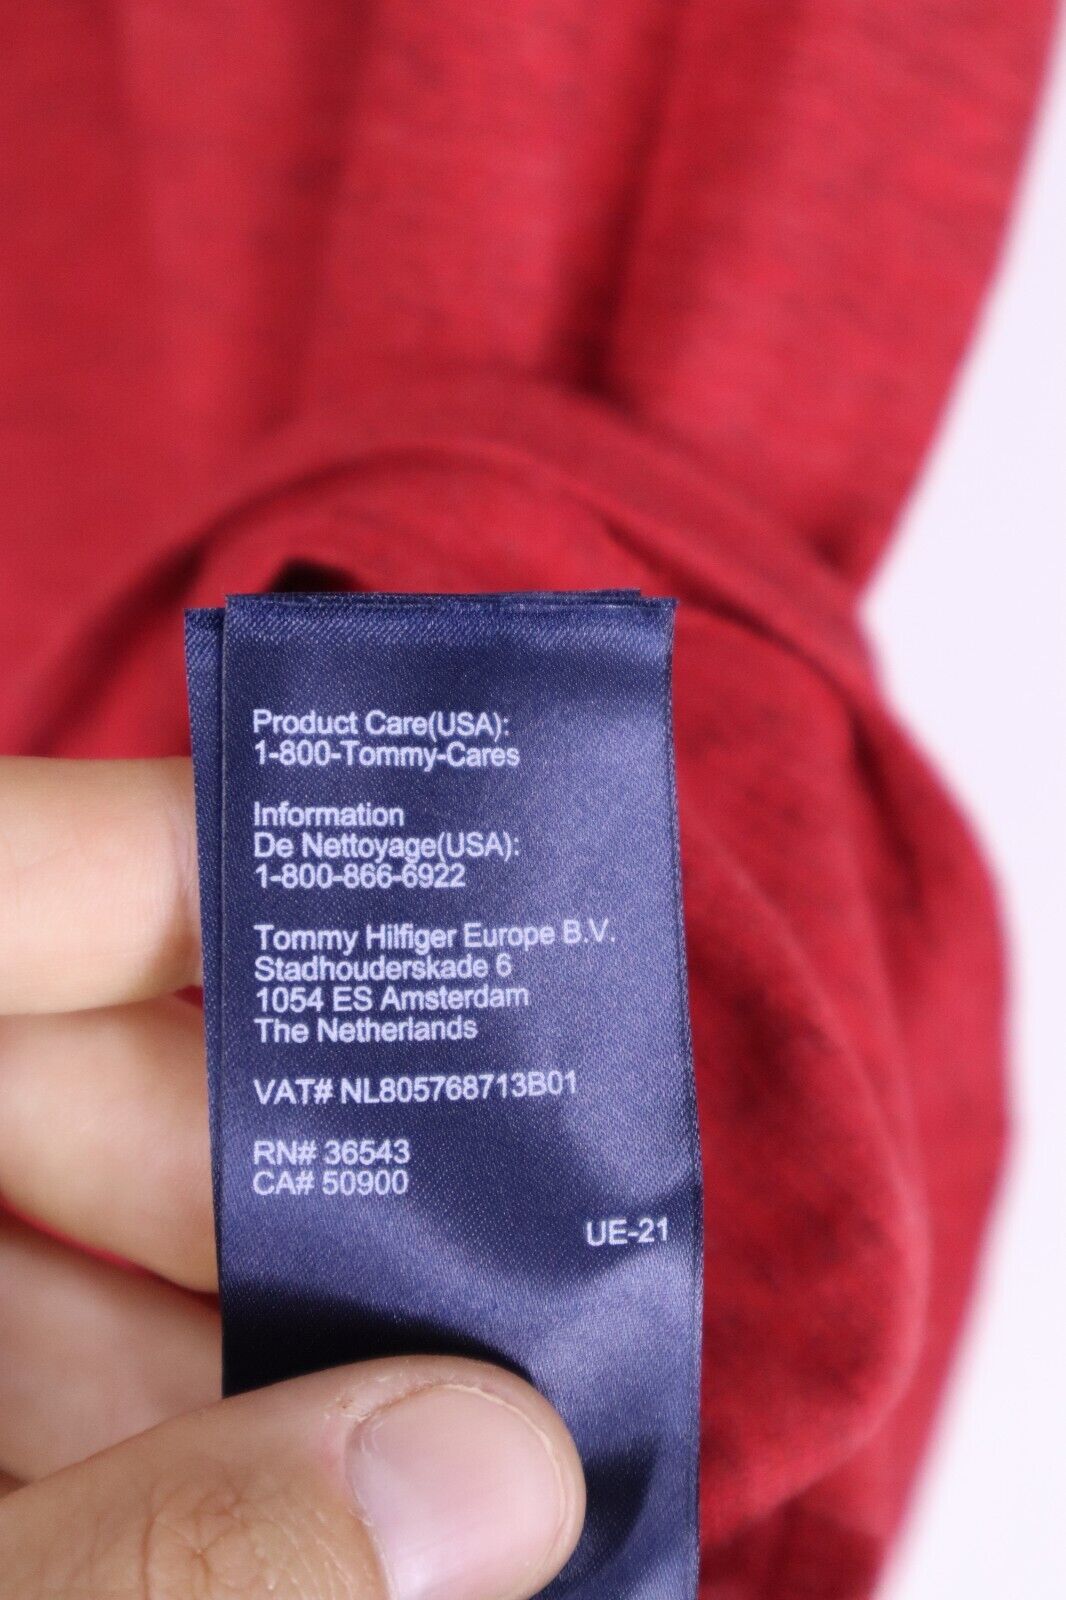 Product Care(USA):
1-800-Tommy-Cares
Information
De Nettoyage(USA):
1-800-866-6922
Tommy Hilfiger Europe B.V.
Stadhouderskade 6
1054 ES Amsterdam
The Netherlands
VAT# NL805768713B01
RN# 36543
CA# 50900
UE-21